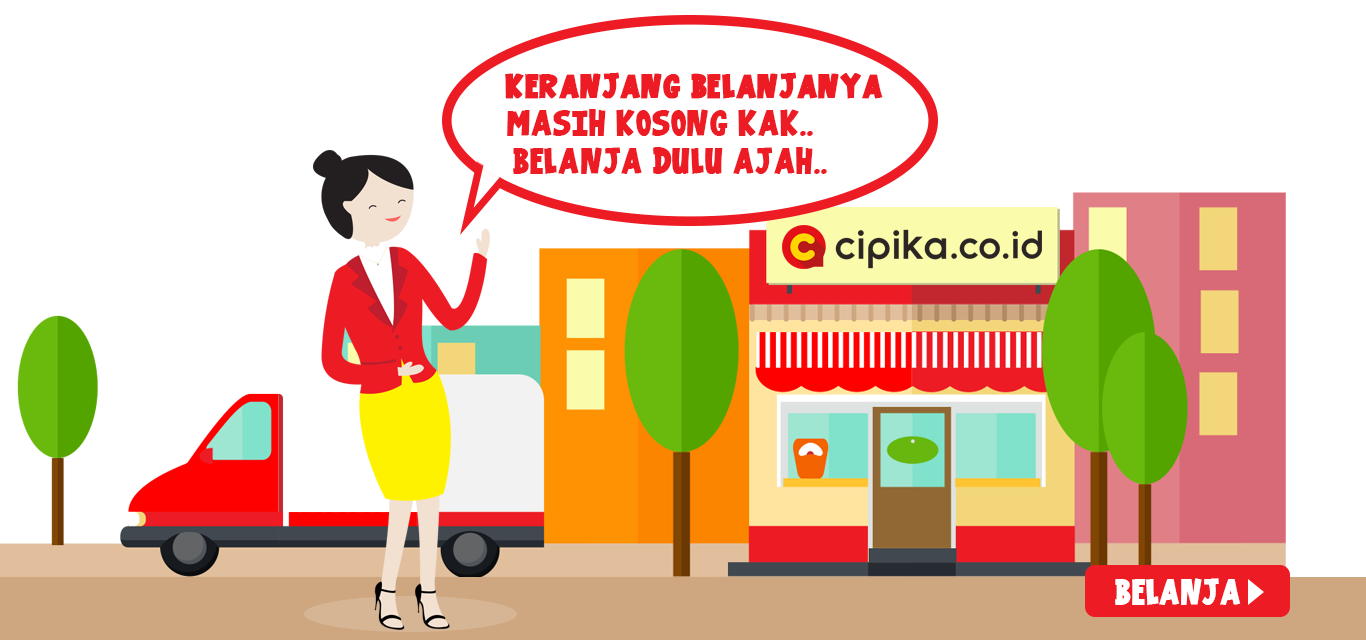 KERANJANG BELANJANYA
MASIH KOSONG KAK..
BELANJA DULU AJAH..
cipika.co.id
BELANJA